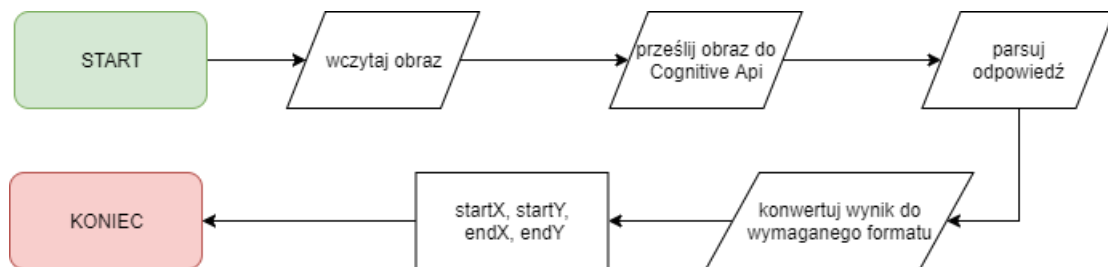 START
wczytaj obraz
prześlij obraz do
Cognitive Api
parsuj
odpowiedź
konwertuj wynik do
wymaganego formatu
startX, startY,
endX, endY
KONIEC